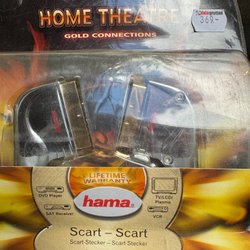 HOME THEATRE
GOLD CONNECTIONS
369.-
LIFETIME
WARRANTY
hama
DVD Player
SAT Receiver
TV/LCD/
Plasma
VCR
Scart – Scart
Scart-Stecker – Scart Stecker